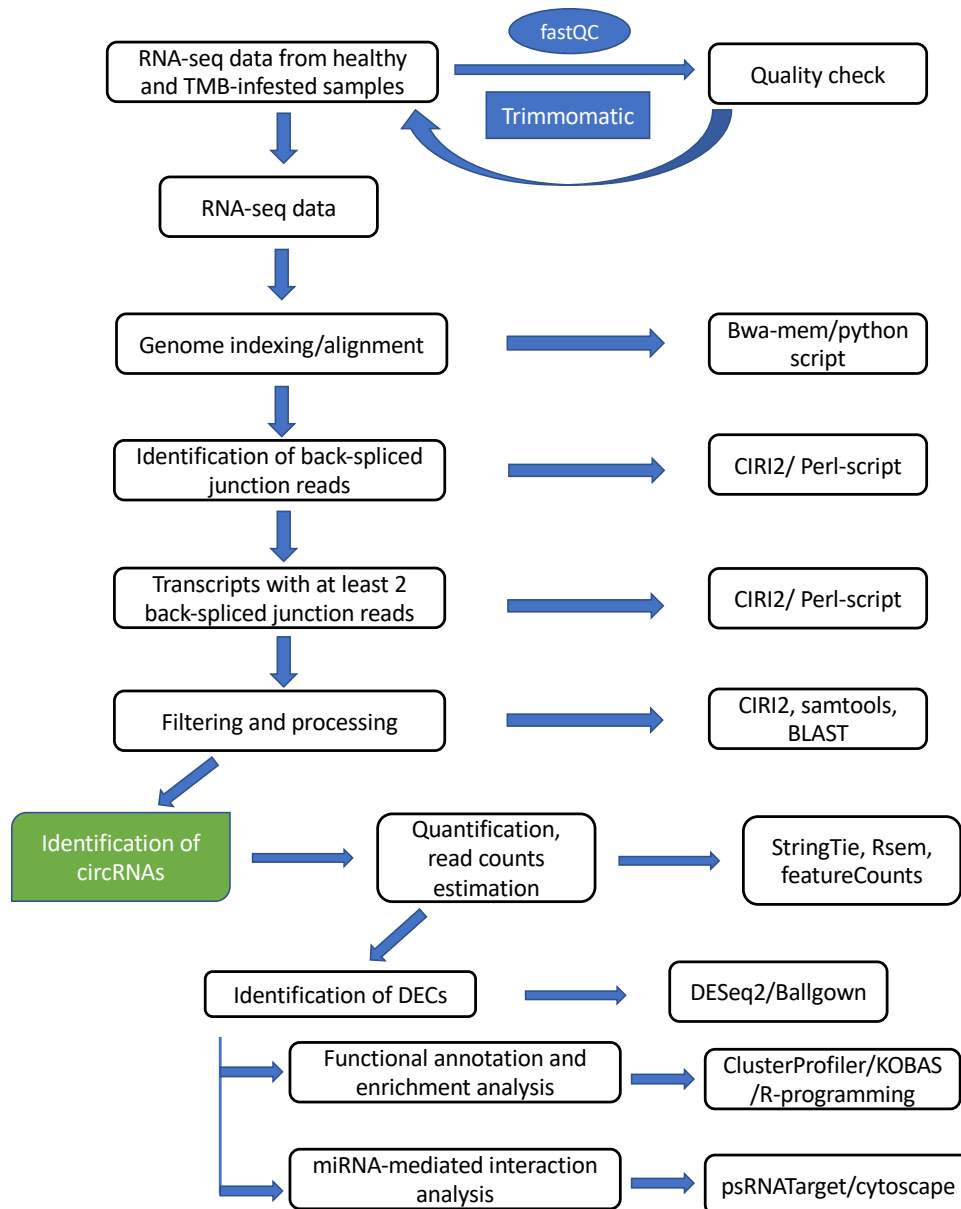 fastQC
RNA-seq data from healthy
and TMB-infested samples
Quality check
Trimmomatic
RNA-seq data
Genome indexing/alignment
Bwa-mem/python
script
Identification of back-spliced
junction reads
CIRI2/ Perl-script
Transcripts with at least 2
back-spliced junction reads
CIRI2/ Perl-script
Filtering and processing
CIRI2, samtools,
BLAST
Identification of
circRNAs
Quantification,
read counts
estimation
StringTie, Rsem,
featureCounts
Identification of DECs
DESeq2/Ballgown
Functional annotation and
enrichment analysis
ClusterProfiler/KOBAS
/R-programming
miRNA-mediated interaction
analysis
psRNATarget/cytoscape